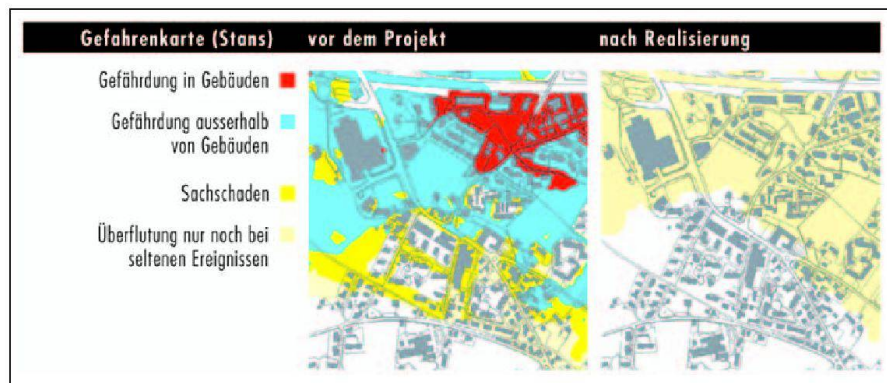 Gefahrenkarte (Stans) vor dem Projekt nach Realisierung
Gefährdung in Gebäuden
Gefährdung ausserhalb
von Gebäuden
Sachschaden
Überflutung nur noch bei
seltenen Ereignissen